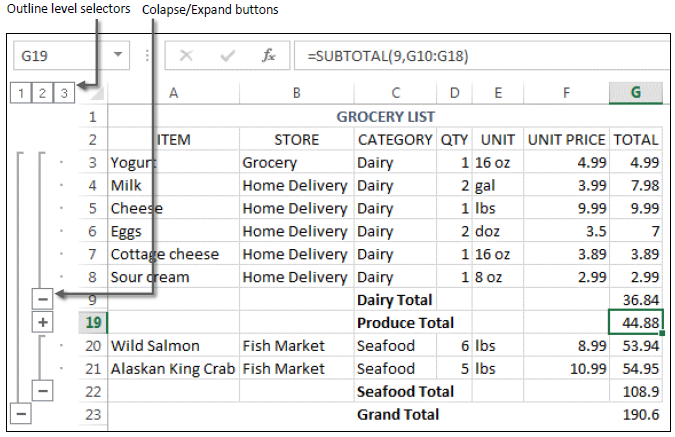 Outline level selectors Colapse/Expand buttons
G19 fx =SUBTOTAL(9,G10:G18)
1 2 3 A B C D E F G
1 GROCERY LIST
2 ITEM STORE CATEGORY QTY UNIT UNIT PRICE TOTAL
3 Yogurt Grocery Dairy 1 16 oz 4.99 4.99
4 Milk Home Delivery Dairy 2 gal 3.99 7.98
5 Cheese Home Delivery Dairy 1 lbs 9.99 9.99
6 Eggs Home Delivery Dairy 2 doz 3.5 7
7 Cottage cheese Home Delivery Dairy 1 16 oz 3.89 3.89
8 Sour cream Home Delivery Dairy 1 8 oz 2.99 2.99
9 Dairy Total 36.84
19 Produce Total 44.88
20 Wild Salmon Fish Market Seafood 6 lbs 8.99 53.94
21 Alaskan King Crab Fish Market Seafood 5 lbs 10.99 54.95
22 Seafood Total 108.9
23 Grand Total 190.6